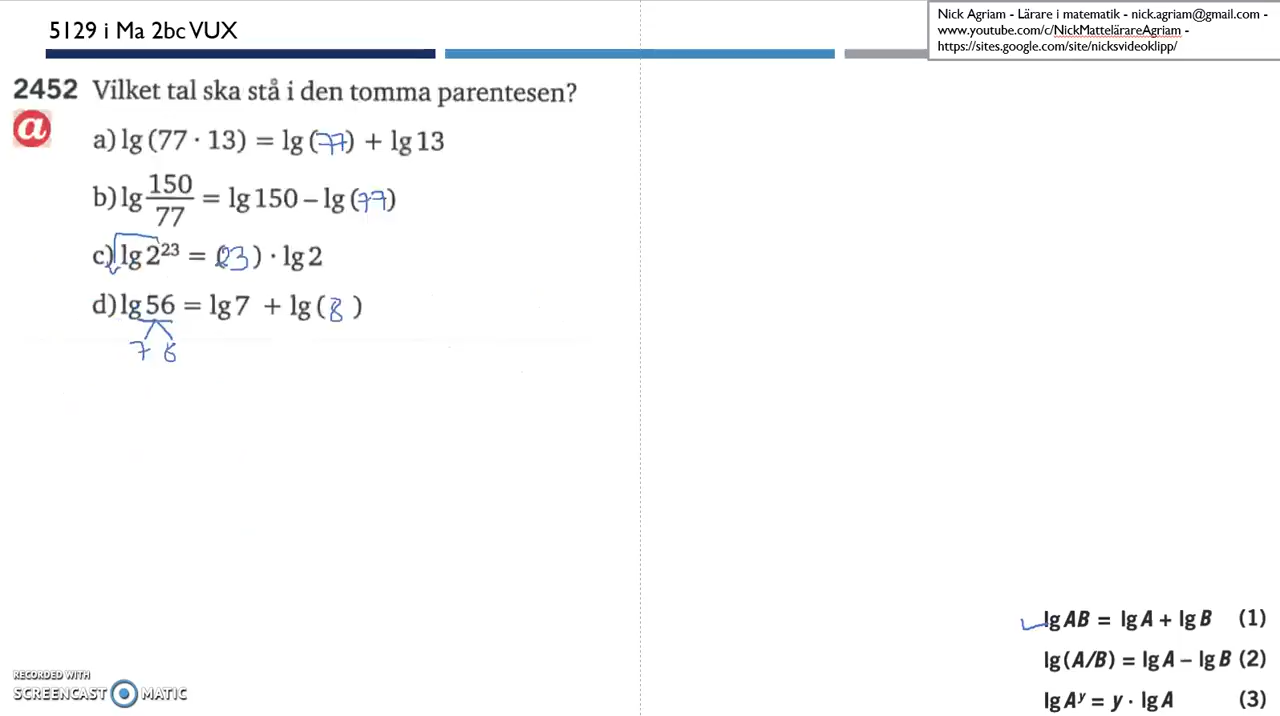 5129 i Ma 2bc VUX
Nick Agriam - Lärare i matematik - nick.agriam@gmail.com -
www.youtube.com/c/NickMattelärareAgriam -
https://sites.google.com/site/nicksvideoklipp/
2452 Vilket tal ska stå i den tomma parentesen?
a
a) lg (77 · 13) = lg (77) + lg 13
b) lg 150/77 = lg 150 – lg (77)
c) lg 2²³ = (23) · lg 2
d) lg 56 = lg 7 + lg (8)
7 8
lg AB = lg A + lg B (1)
lg (A/B) = lg A – lg B (2)
lg Aʸ = y · lg A (3)
RECORDED WITH
SCREENCAST MATIC